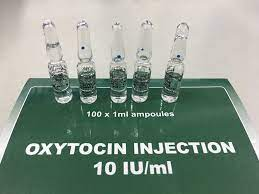 100 x 1ml ampoules
OXYTOCIN INJECTION
10 IU/ml